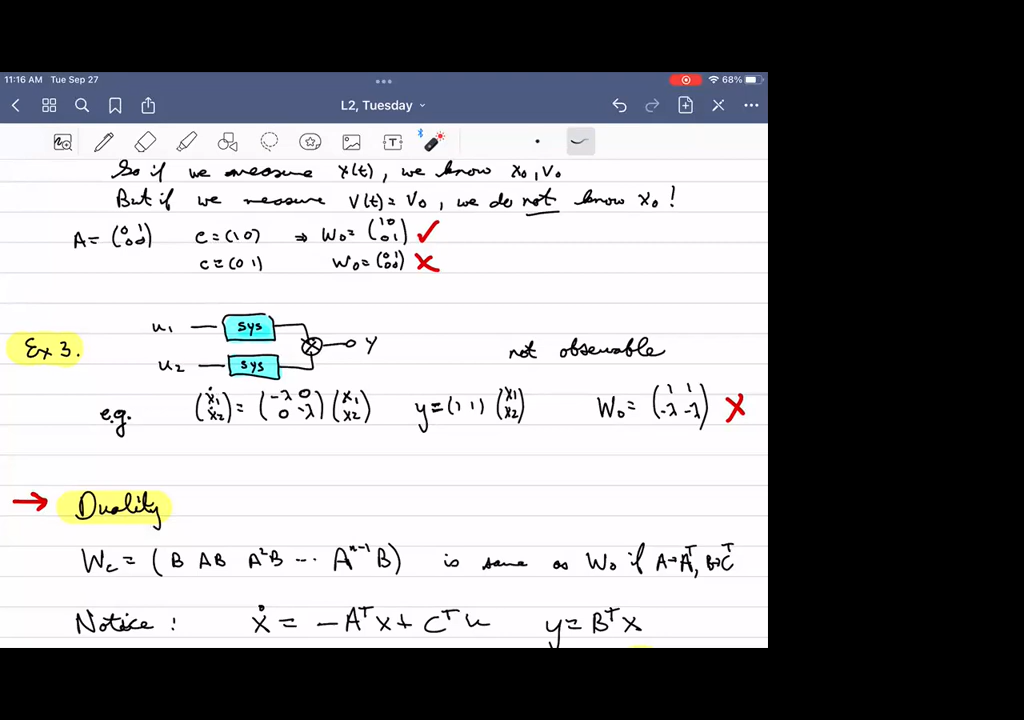 11:16 AM Tue Sep 27 68%
L2, Tuesday
So if we measure x(t), we know x₀, v₀
But if we measure v(t) = v₀, we do not know x₀!
A = (0 1; 0 0) C = (1 0) ⇒ W₀ = (1 0; 0 1) ✓
C = (0 1) W₀ = (0 1; 0 0) ✗
u₁ — sys
Ex 3. ⊗ — y not observable
u₂ — sys
e.g. (ẋ₁; ẋ₂) = (-λ 0; 0 -λ)(x₁; x₂) y = (1 1)(x₁; x₂) W₀ = (1 1; -λ -λ) ✗
→ Duality
Wc = (B AB A²B ... Aⁿ⁻¹B) is same as W₀ if A→Aᵀ, B→Cᵀ
Notice: ẋ = -Aᵀx + Cᵀu y = Bᵀx